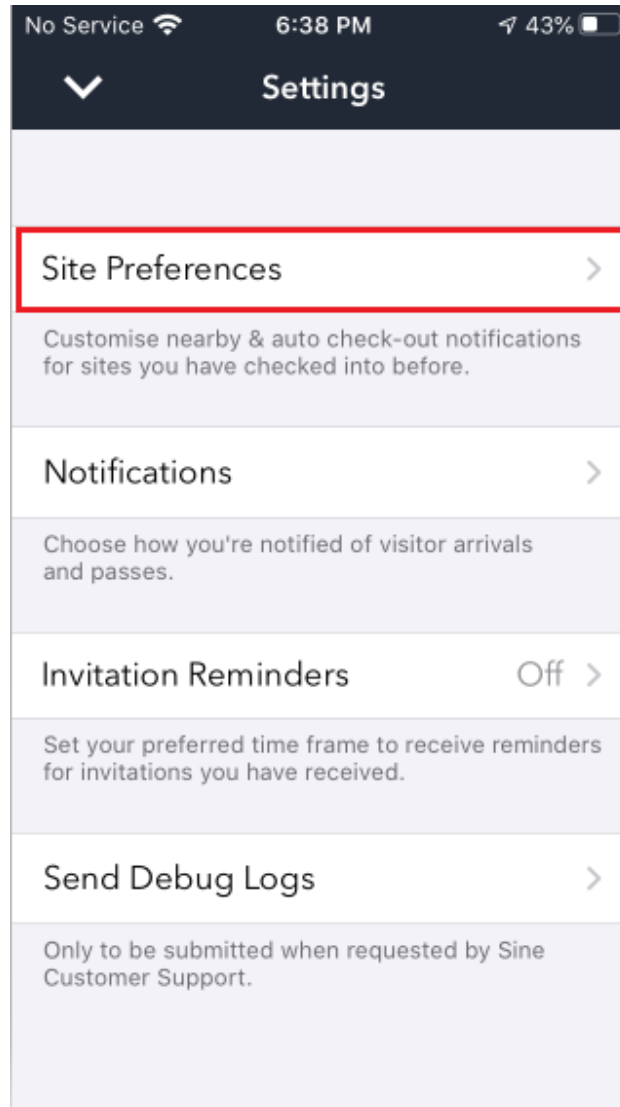 No Service 6:38 PM 43%
Settings
Site Preferences
Customise nearby & auto check-out notifications
for sites you have checked into before.
Notifications
Choose how you're notified of visitor arrivals
and passes.
Invitation Reminders Off
Set your preferred time frame to receive reminders
for invitations you have received.
Send Debug Logs
Only to be submitted when requested by Sine
Customer Support.